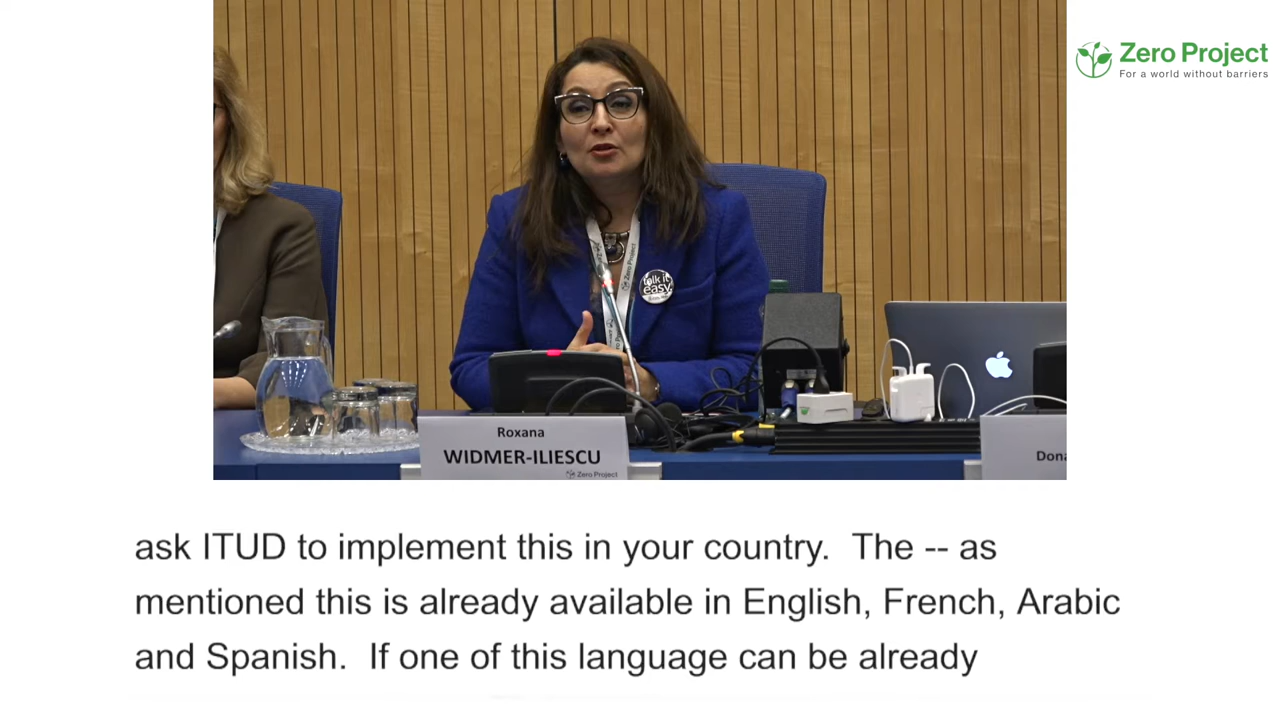 Zero Project
For a world without barriers
talk it
easy
Zero Project
Roxana
WIDMER-ILIESCU
Zero Project
Dona
ask ITUD to implement this in your country.  The -- as
mentioned this is already available in English, French, Arabic
and Spanish.  If one of this language can be already